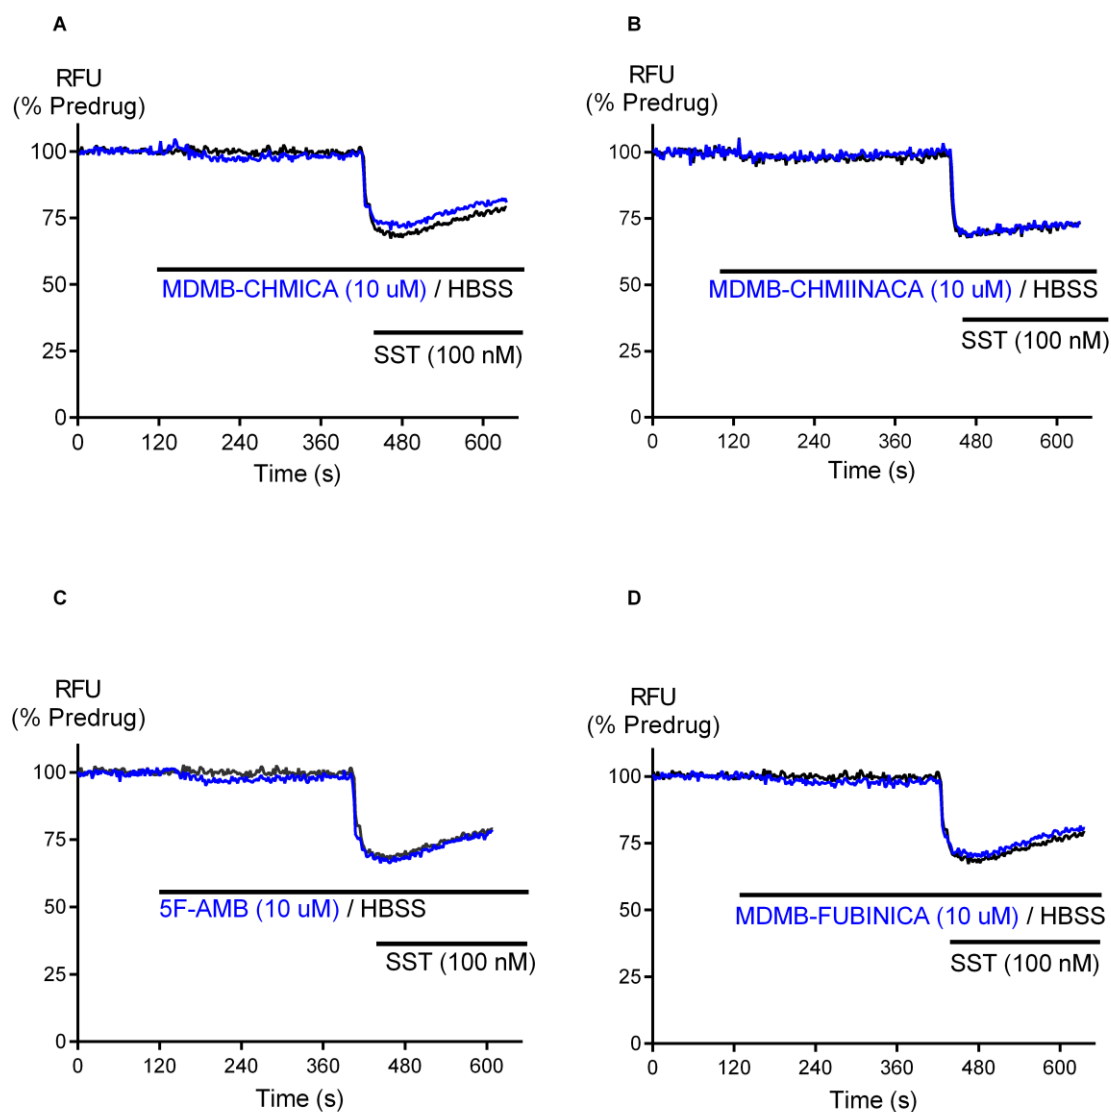 A
RFU
(% Predrug)
100
75
50
25
0
0 120 240 360 480 600
Time (s)
MDMB-CHMICA (10 uM) / HBSS
SST (100 nM)
B
RFU
(% Predrug)
100
75
50
25
0
0 120 240 360 480 600
Time (s)
MDMB-CHMIINACA (10 uM) / HBSS
SST (100 nM)
C
RFU
(% Predrug)
100
75
50
25
0
0 120 240 360 480 600
Time (s)
5F-AMB (10 uM) / HBSS
SST (100 nM)
D
RFU
(% Predrug)
100
75
50
25
0
0 120 240 360 480 600
Time (s)
MDMB-FUBINICA (10 uM) / HBSS
SST (100 nM)